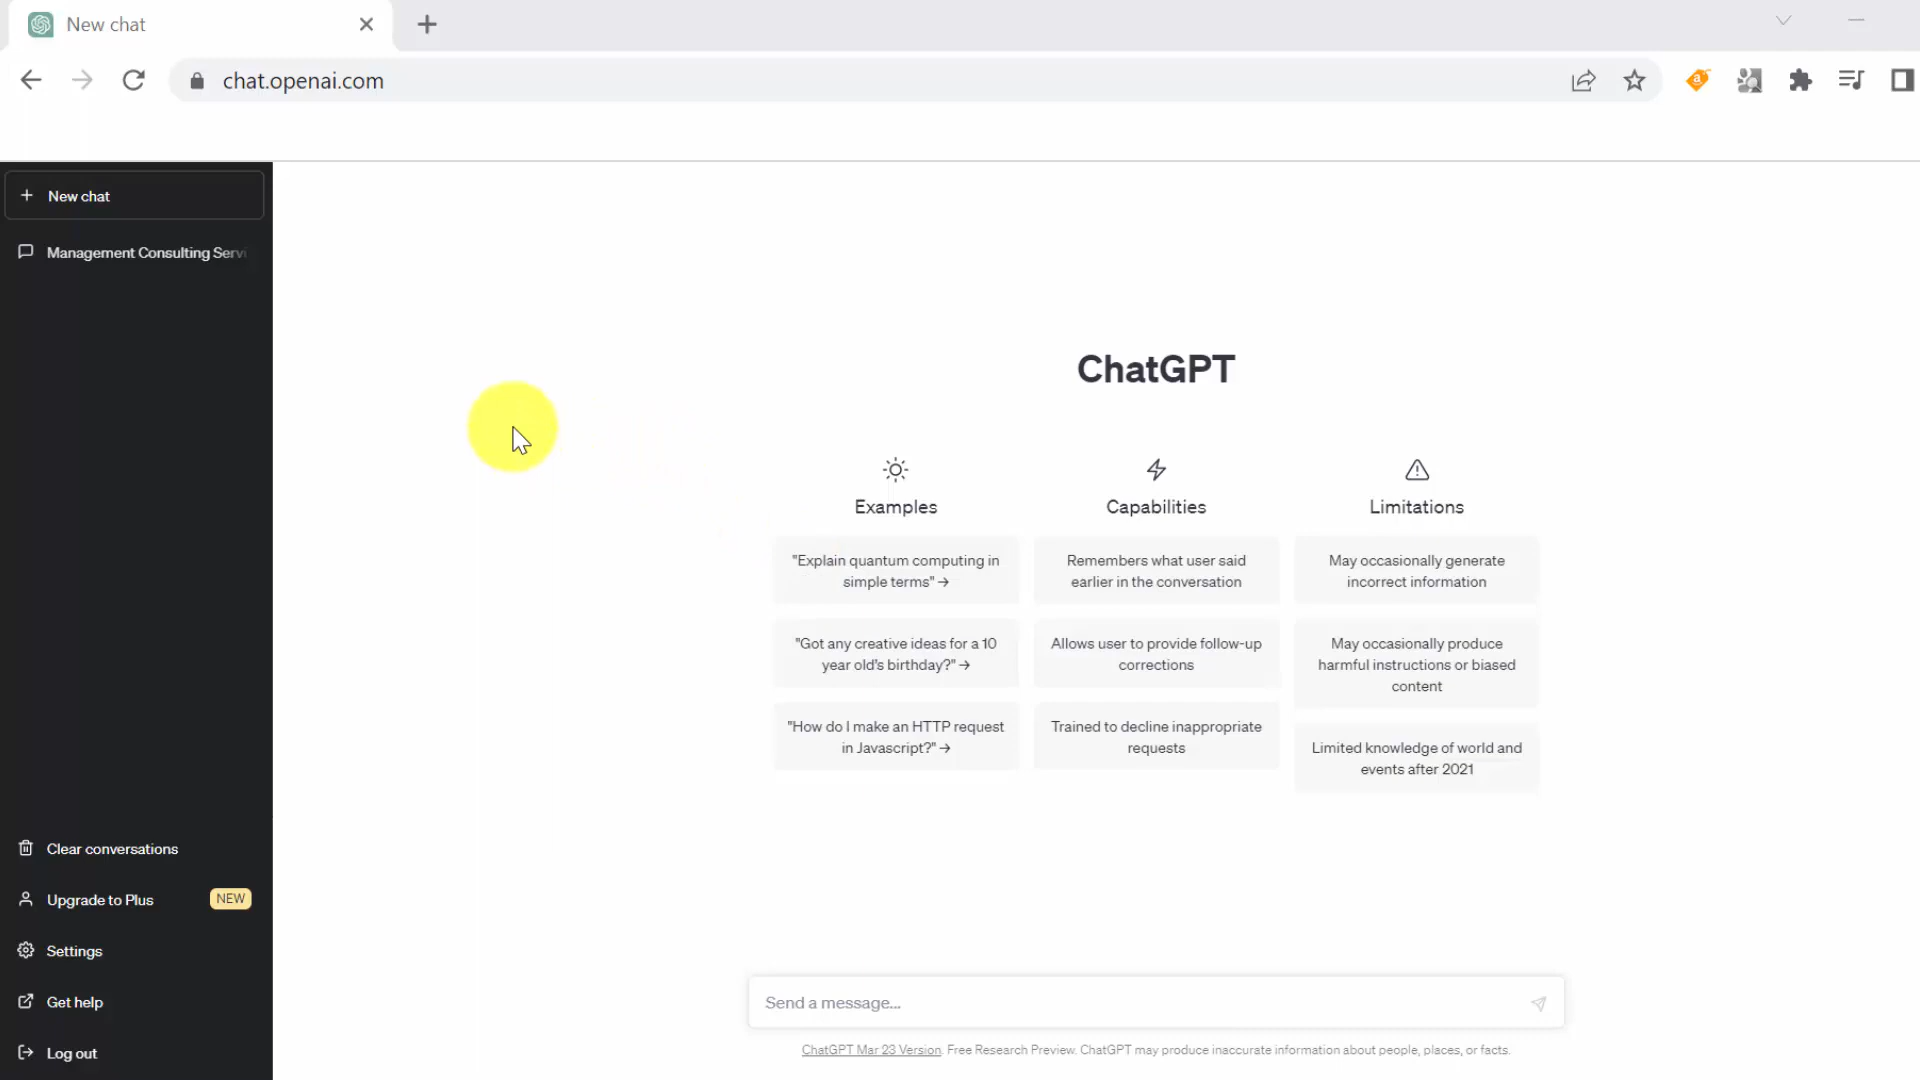 New chat
chat.openai.com
New chat
Management Consulting Servi
Clear conversations
Upgrade to Plus
NEW
Settings
Get help
Log out
ChatGPT
Examples
"Explain quantum computing in
simple terms" →
"Got any creative ideas for a 10
year old's birthday?" →
"How do I make an HTTP request
in Javascript?" →
Capabilities
Remembers what user said
earlier in the conversation
Allows user to provide follow-up
corrections
Trained to decline inappropriate
requests
Limitations
May occasionally generate
incorrect information
May occasionally produce
harmful instructions or biased
content
Limited knowledge of world and
events after 2021
Send a message...
ChatGPT Mar 23 Version. Free Research Preview. ChatGPT may produce inaccurate information about people, places, or facts.